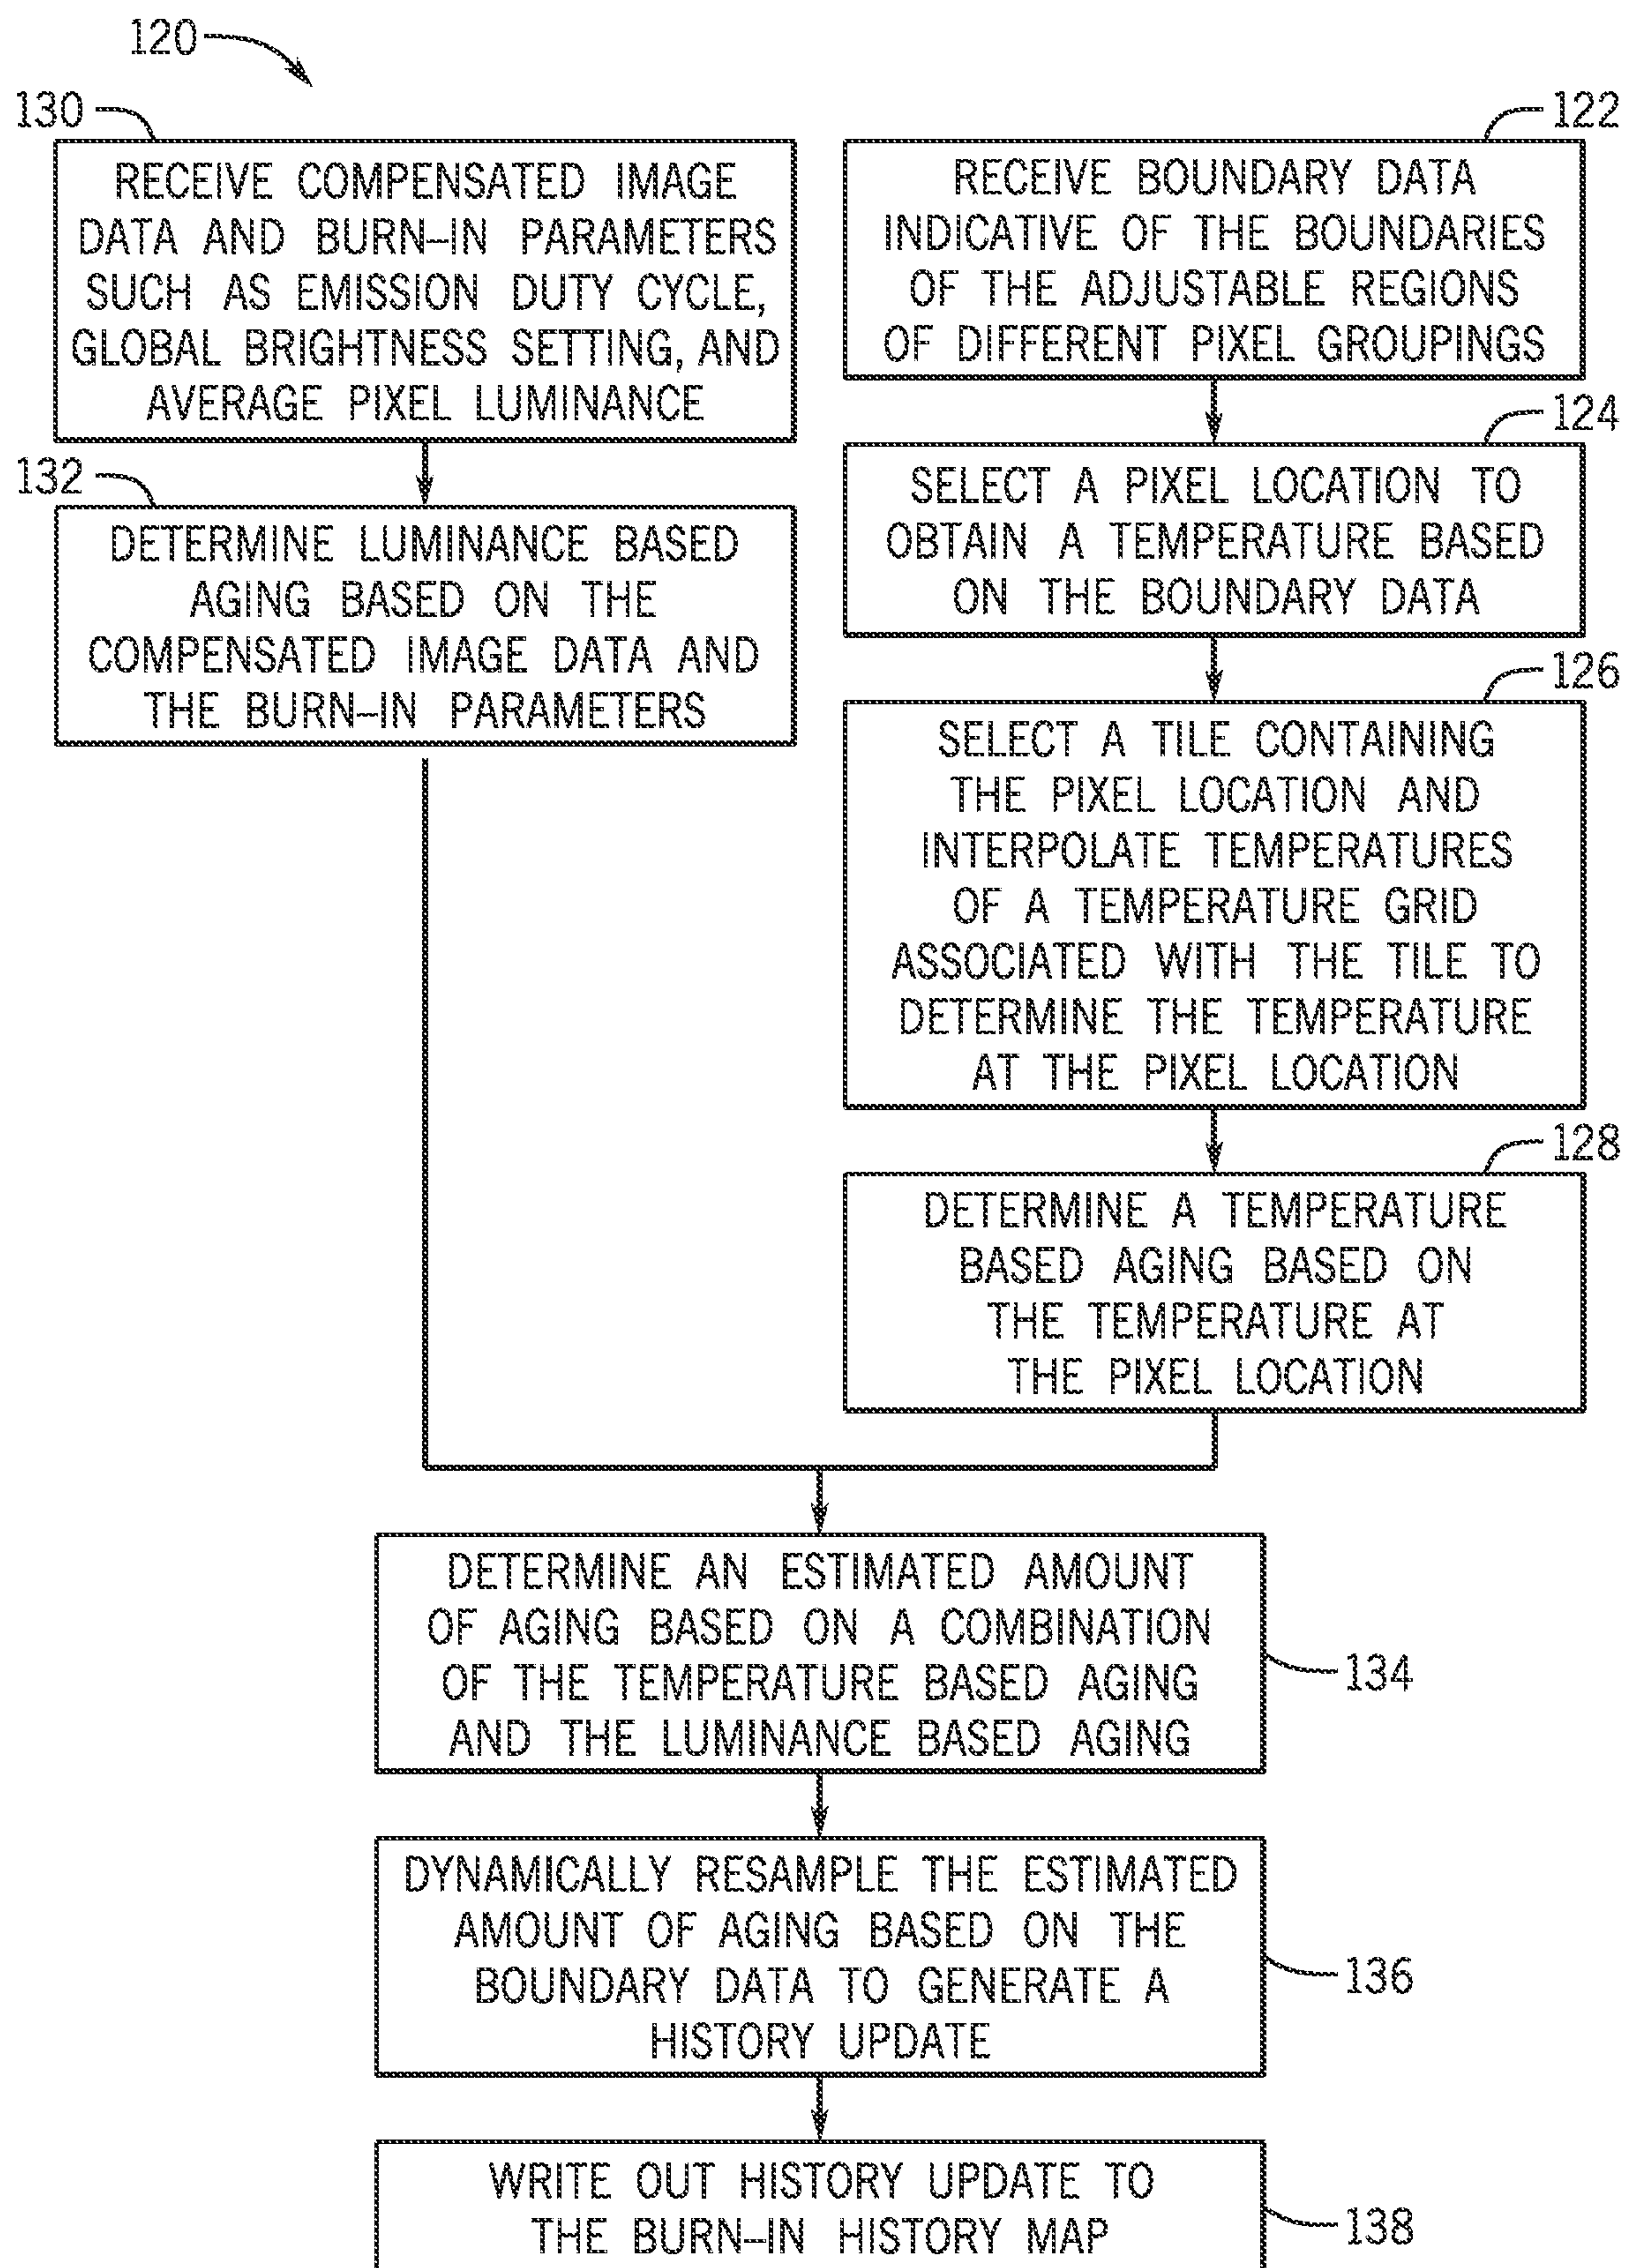 120
130
RECEIVE COMPENSATED IMAGE
DATA AND BURN–IN PARAMETERS
SUCH AS EMISSION DUTY CYCLE,
GLOBAL BRIGHTNESS SETTING, AND
AVERAGE PIXEL LUMINANCE
132
DETERMINE LUMINANCE BASED
AGING BASED ON THE
COMPENSATED IMAGE DATA AND
THE BURN–IN PARAMETERS
122
RECEIVE BOUNDARY DATA
INDICATIVE OF THE BOUNDARIES
OF THE ADJUSTABLE REGIONS
OF DIFFERENT PIXEL GROUPINGS
124
SELECT A PIXEL LOCATION TO
OBTAIN A TEMPERATURE BASED
ON THE BOUNDARY DATA
126
SELECT A TILE CONTAINING
THE PIXEL LOCATION AND
INTERPOLATE TEMPERATURES
OF A TEMPERATURE GRID
ASSOCIATED WITH THE TILE TO
DETERMINE THE TEMPERATURE
AT THE PIXEL LOCATION
128
DETERMINE A TEMPERATURE
BASED AGING BASED ON
THE TEMPERATURE AT
THE PIXEL LOCATION
DETERMINE AN ESTIMATED AMOUNT
OF AGING BASED ON A COMBINATION
OF THE TEMPERATURE BASED AGING
AND THE LUMINANCE BASED AGING
134
DYNAMICALLY RESAMPLE THE ESTIMATED
AMOUNT OF AGING BASED ON THE
BOUNDARY DATA TO GENERATE A
HISTORY UPDATE
136
WRITE OUT HISTORY UPDATE TO
THE BURN–IN HISTORY MAP
138